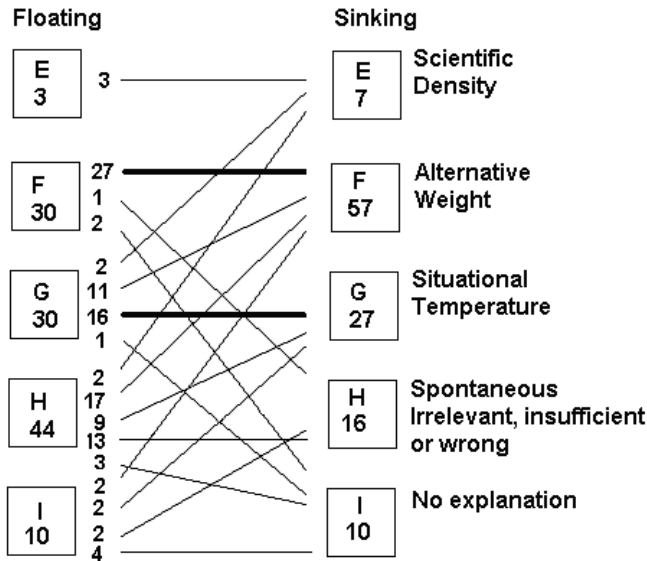 Floating Sinking
E
3
3
E
7
Scientific
Density
F
30
27
1
2
F
57
Alternative
Weight
G
30
2
11
16
1
G
27
Situational
Temperature
H
44
2
17
9
13
3
H
16
Spontaneous
Irrelevant, insufficient
or wrong
I
10
2
2
2
4
I
10
No explanation